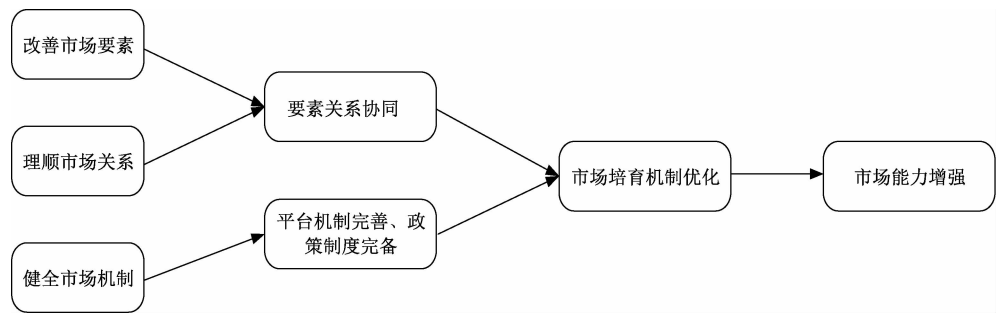 改善市场要素
理顺市场关系
健全市场机制
要素关系协同
平台机制完善、政
策制度完备
市场培育机制优化
市场能力增强